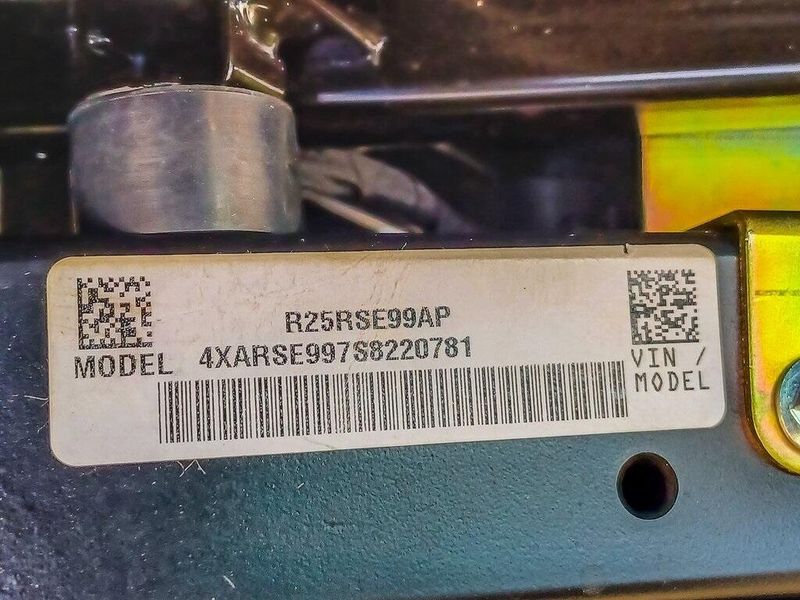 R25RSE99AP
MODEL 4XARSE997S8220781
VIN /
MODEL